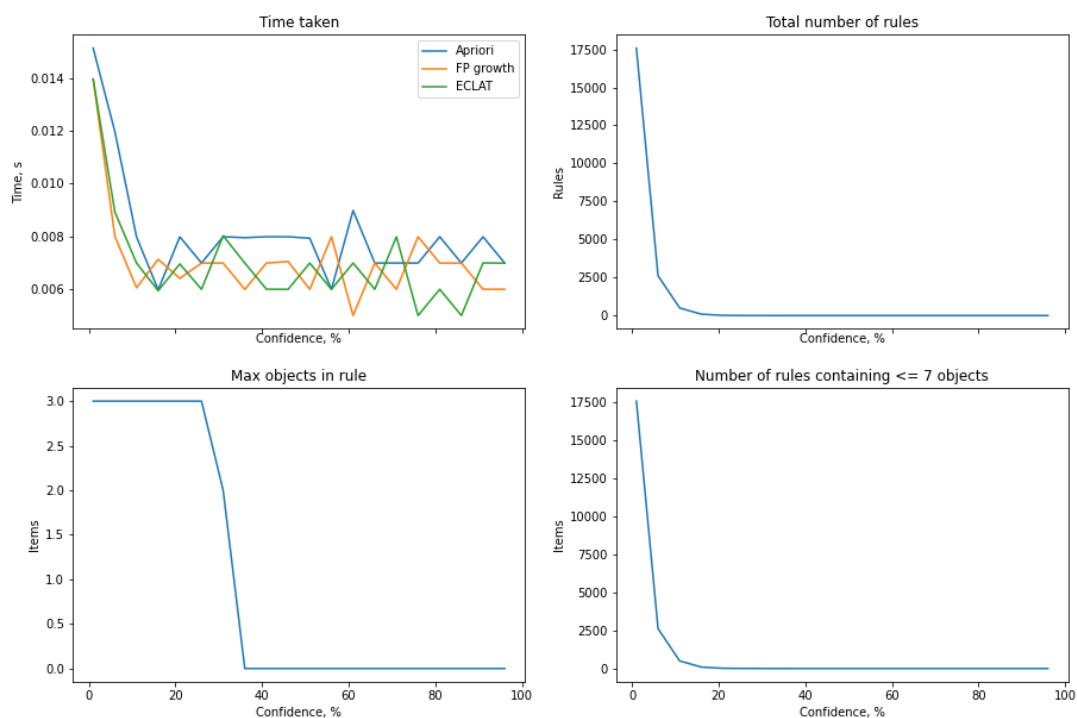 Time taken
Time, s
0.014
0.012
0.010
0.008
0.006
Apriori
FP growth
ECLAT
Confidence, %
Total number of rules
Rules
17500
15000
12500
10000
7500
5000
2500
0
Confidence, %
Max objects in rule
Items
3.0
2.5
2.0
1.5
1.0
0.5
0.0
0 20 40 60 80 100
Confidence, %
Number of rules containing <= 7 objects
Items
17500
15000
12500
10000
7500
5000
2500
0
0 20 40 60 80 100
Confidence, %